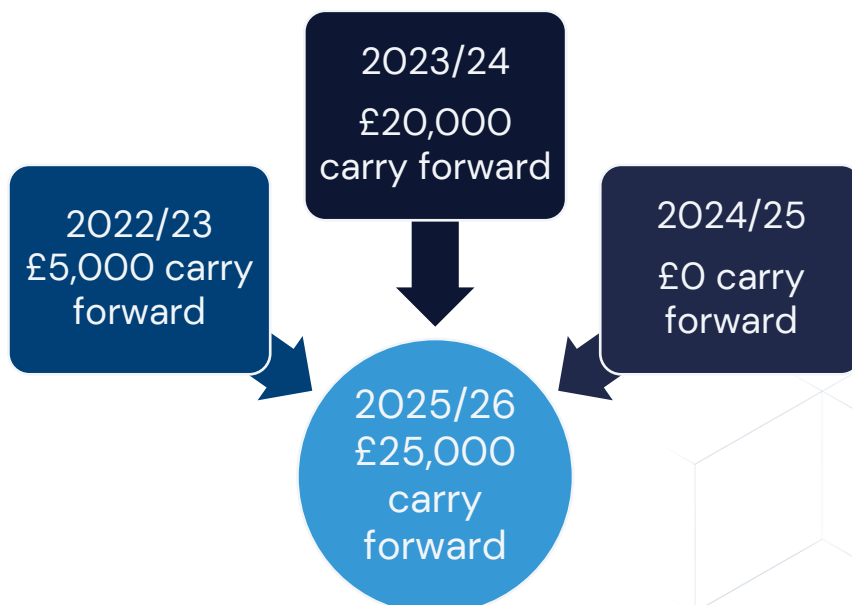 2023/24
£20,000
carry forward
2022/23
£5,000 carry
forward
2024/25
£0 carry
forward
2025/26
£25,000
carry
forward